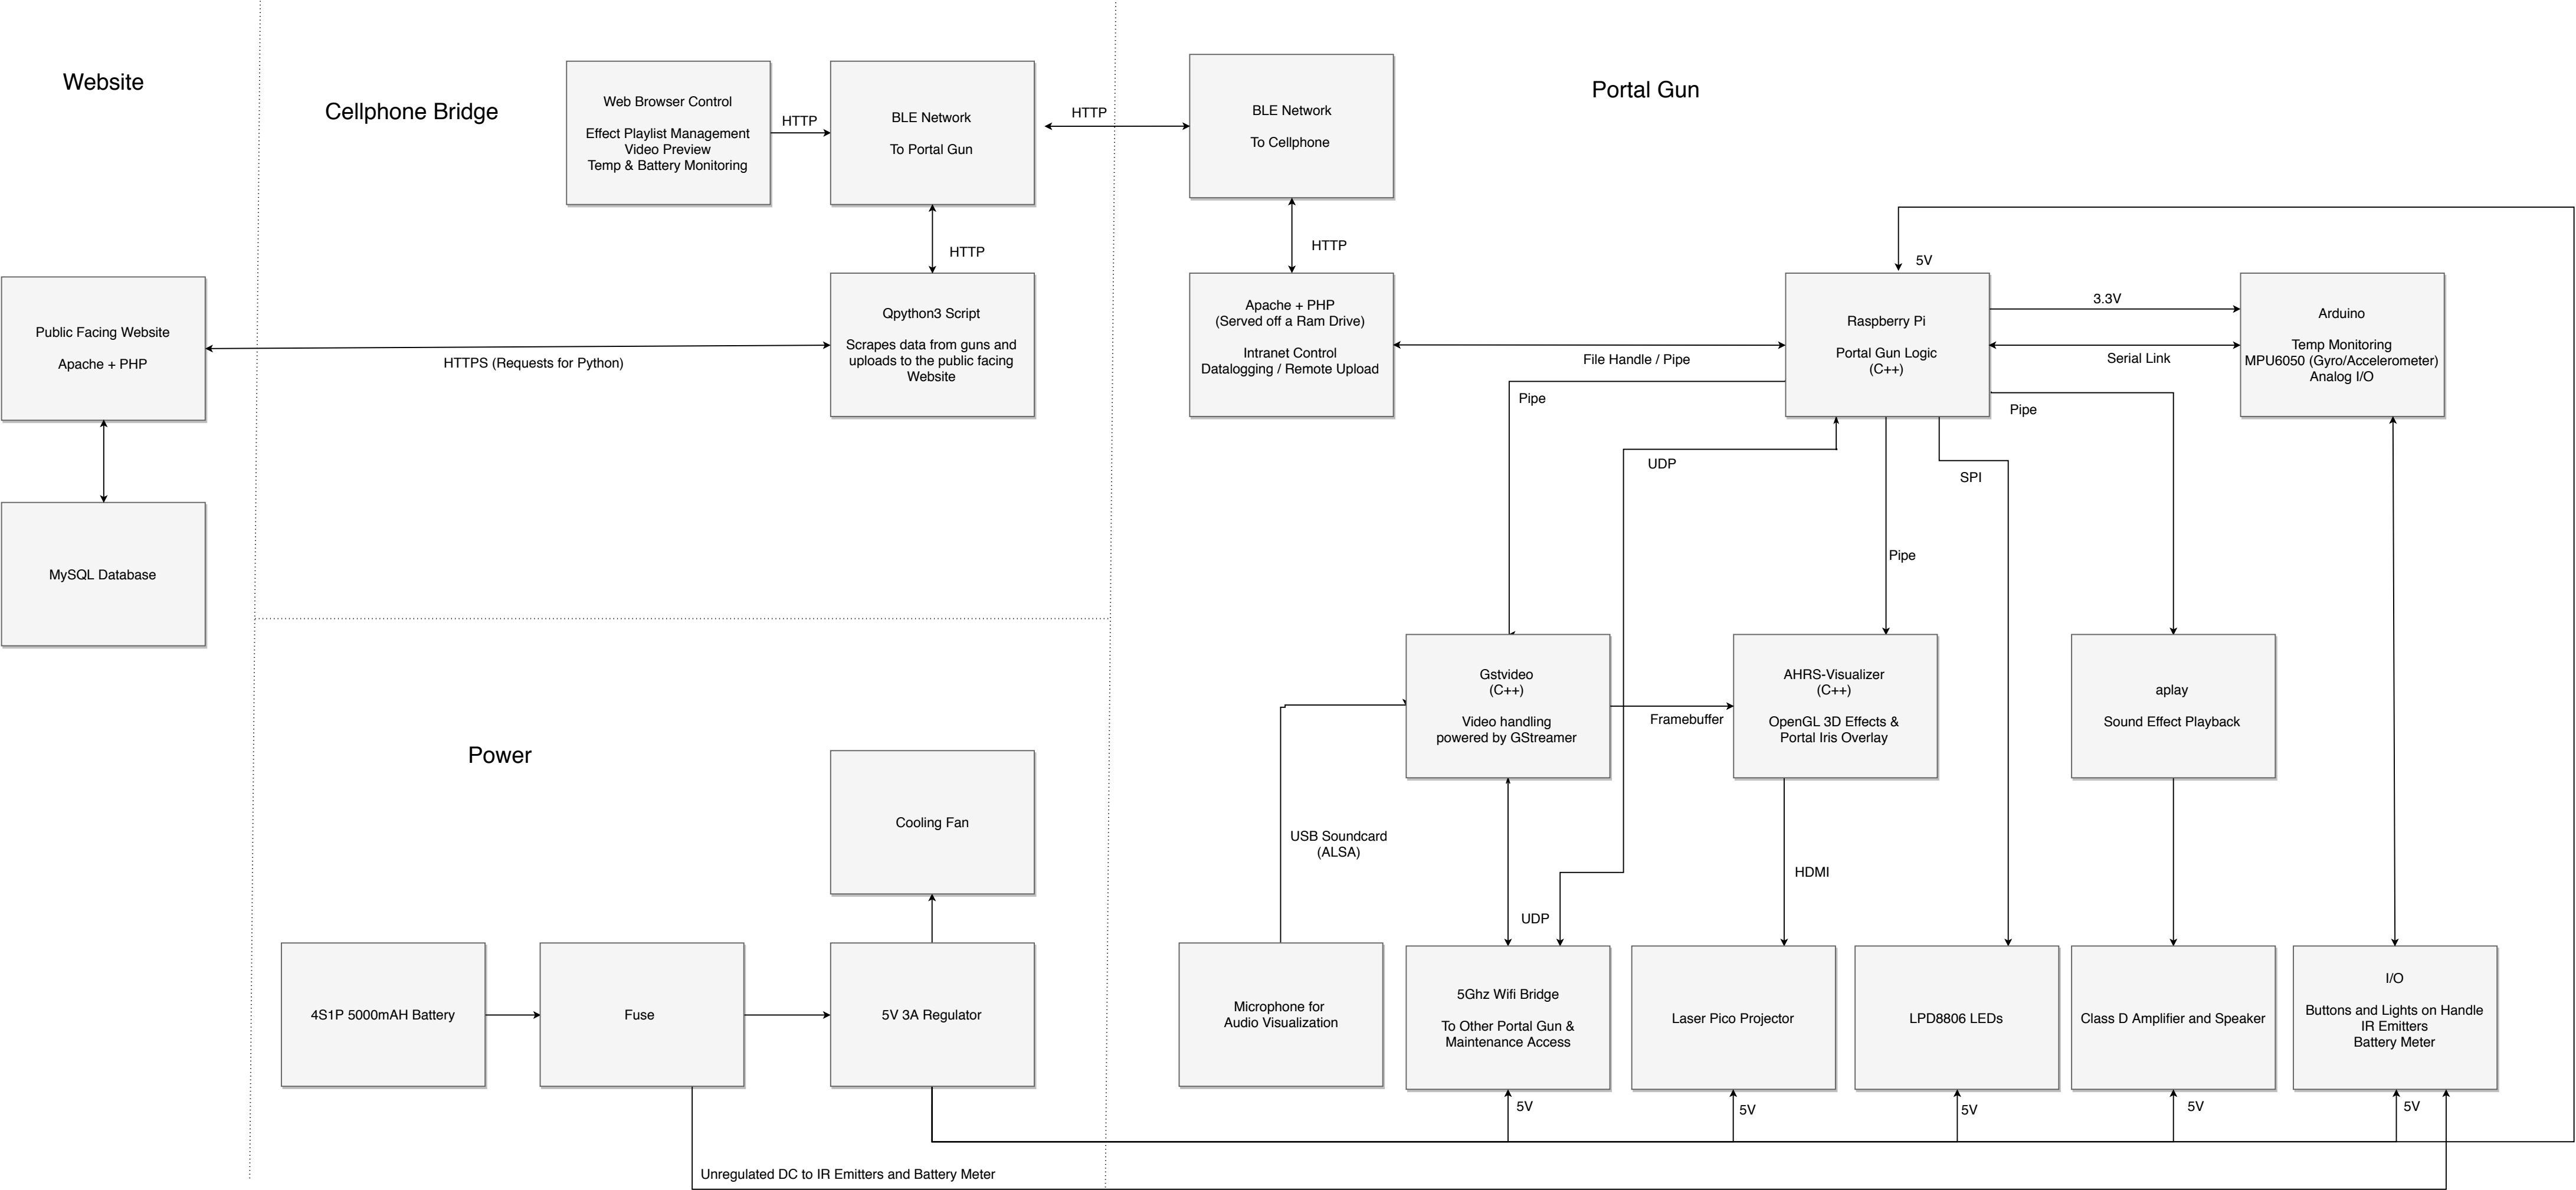 Website
Cellphone Bridge
Portal Gun
Web Browser Control
Effect Playlist Management
Video Preview
Temp & Battery Monitoring
HTTP
BLE Network
To Portal Gun
HTTP
BLE Network
To Cellphone
HTTP
HTTP
5V
Public Facing Website
Apache + PHP
HTTPS (Requests for Python)
Qpython3 Script
Scrapes data from guns and
uploads to the public facing
Website
Apache + PHP
(Served off a Ram Drive)
Intranet Control
Datalogging / Remote Upload
File Handle / Pipe
Raspberry Pi
Portal Gun Logic
(C++)
3.3V
Serial Link
Arduino
Temp Monitoring
MPU6050 (Gyro/Accelerometer)
Analog I/O
Pipe
Pipe
UDP
SPI
Pipe
MySQL Database
Gstvideo
(C++)
Video handling
powered by GStreamer
Framebuffer
AHRS-Visualizer
(C++)
OpenGL 3D Effects &
Portal Iris Overlay
aplay
Sound Effect Playback
Power
Cooling Fan
USB Soundcard
(ALSA)
HDMI
UDP
4S1P 5000mAH Battery
Fuse
5V 3A Regulator
Microphone for
Audio Visualization
5Ghz Wifi Bridge
To Other Portal Gun &
Maintenance Access
Laser Pico Projector
LPD8806 LEDs
Class D Amplifier and Speaker
I/O
Buttons and Lights on Handle
IR Emitters
Battery Meter
5V
5V
5V
5V
5V
Unregulated DC to IR Emitters and Battery Meter